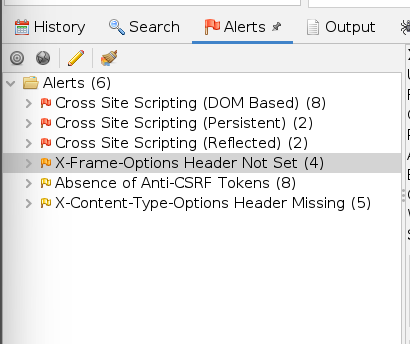 History Search Alerts Output
Alerts (6)
Cross Site Scripting (DOM Based) (8)
Cross Site Scripting (Persistent) (2)
Cross Site Scripting (Reflected) (2)
X-Frame-Options Header Not Set (4)
Absence of Anti-CSRF Tokens (8)
X-Content-Type-Options Header Missing (5)